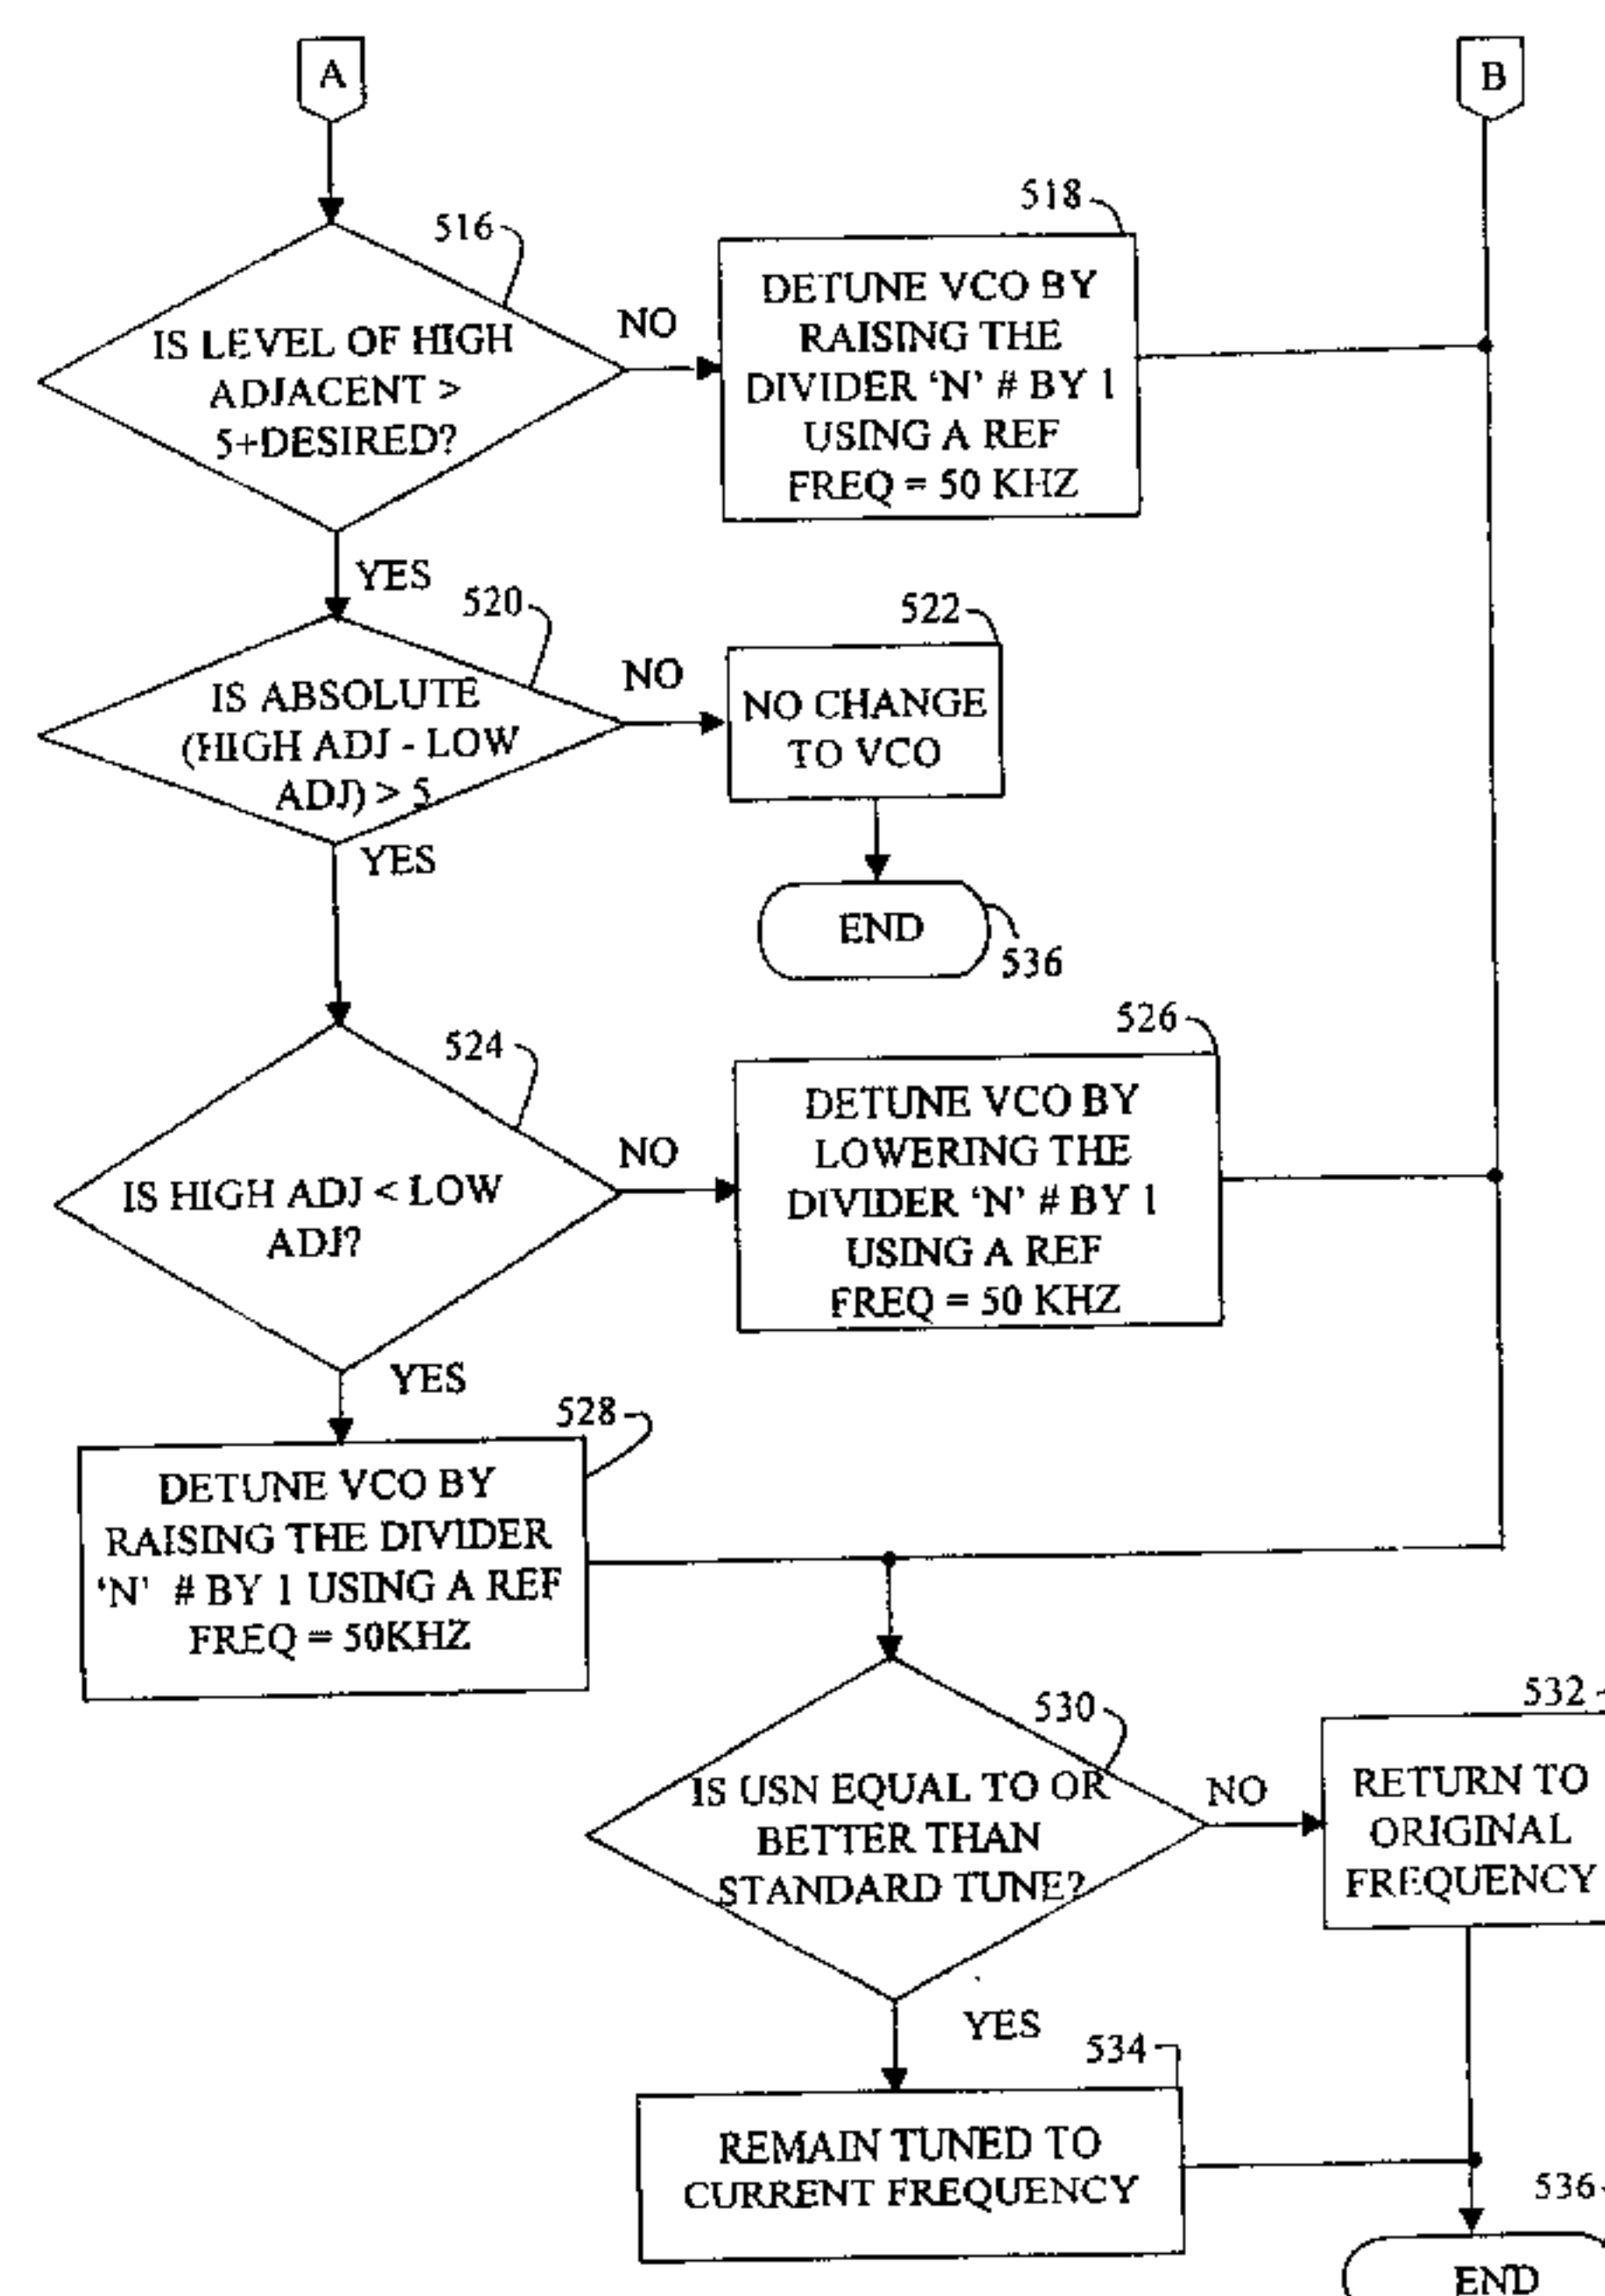 A
B
516
IS LEVEL OF HIGH
ADJACENT >
5+DESIRED?
NO
YES
518
DETUNE VCO BY
RAISING THE
DIVIDER 'N' # BY 1
USING A REF
FREQ = 50 KHZ
520
IS ABSOLUTE
(HIGH ADJ - LOW
ADJ) > 5
NO
YES
522
NO CHANGE
TO VCO
END
536
524
IS HIGH ADJ < LOW
ADJ?
NO
YES
526
DETUNE VCO BY
LOWERING THE
DIVIDER 'N' # BY 1
USING A REF
FREQ = 50 KHZ
528
DETUNE VCO BY
RAISING THE DIVIDER
'N' # BY 1 USING A REF
FREQ = 50KHZ
530
IS USN EQUAL TO OR
BETTER THAN
STANDARD TUNE?
NO
YES
532
RETURN TO
ORIGINAL
FREQUENCY
534
REMAIN TUNED TO
CURRENT FREQUENCY
536
END